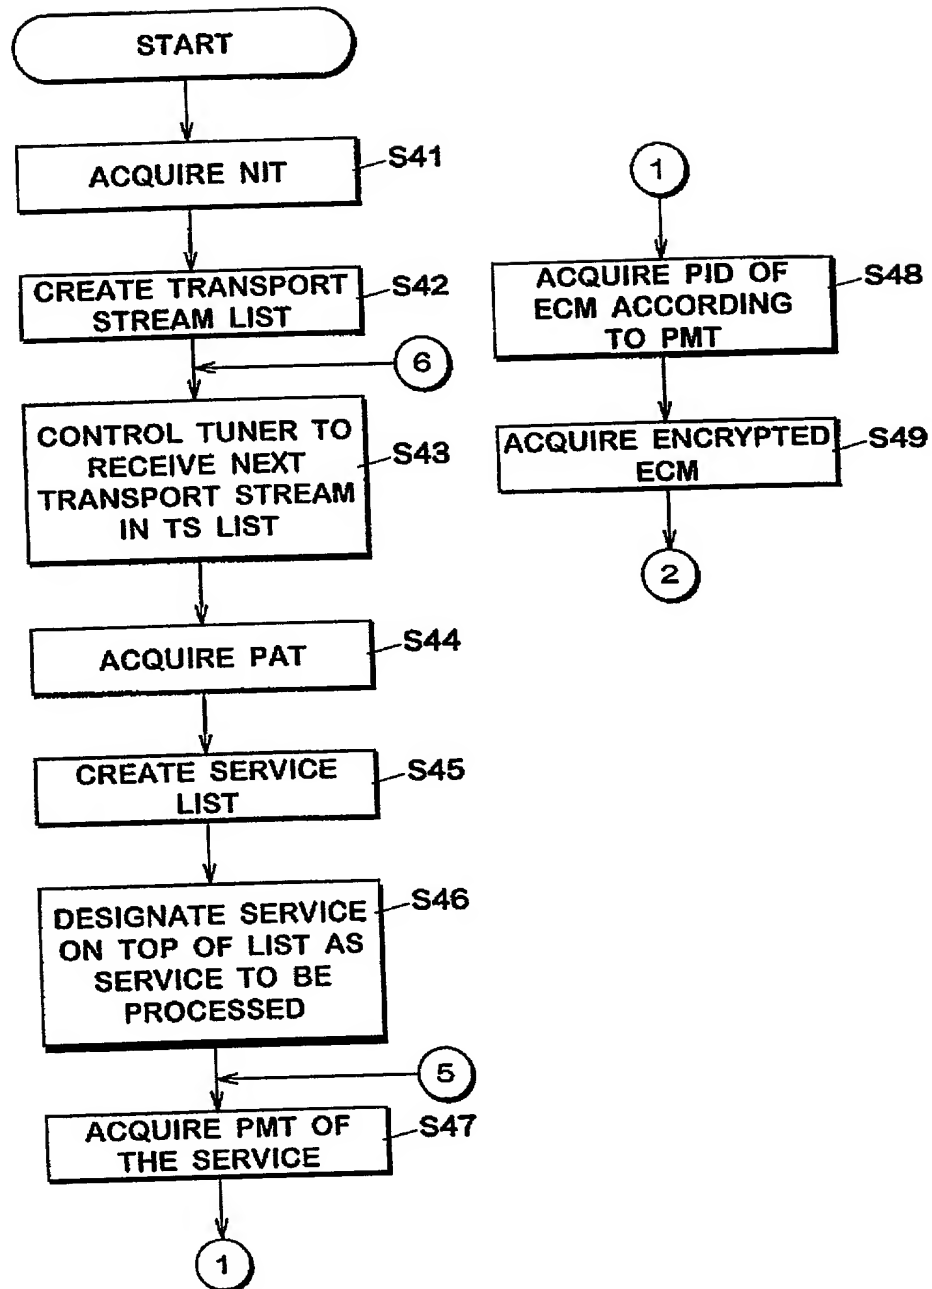 START
ACQUIRE NIT
S41
CREATE TRANSPORT
STREAM LIST
S42
6
CONTROL TUNER TO
RECEIVE NEXT
TRANSPORT STREAM
IN TS LIST
S43
ACQUIRE PAT
S44
CREATE SERVICE
LIST
S45
DESIGNATE SERVICE
ON TOP OF LIST AS
SERVICE TO BE
PROCESSED
S46
5
ACQUIRE PMT OF
THE SERVICE
S47
1
1
ACQUIRE PID OF
ECM ACCORDING
TO PMT
S48
ACQUIRE ENCRYPTED
ECM
S49
2